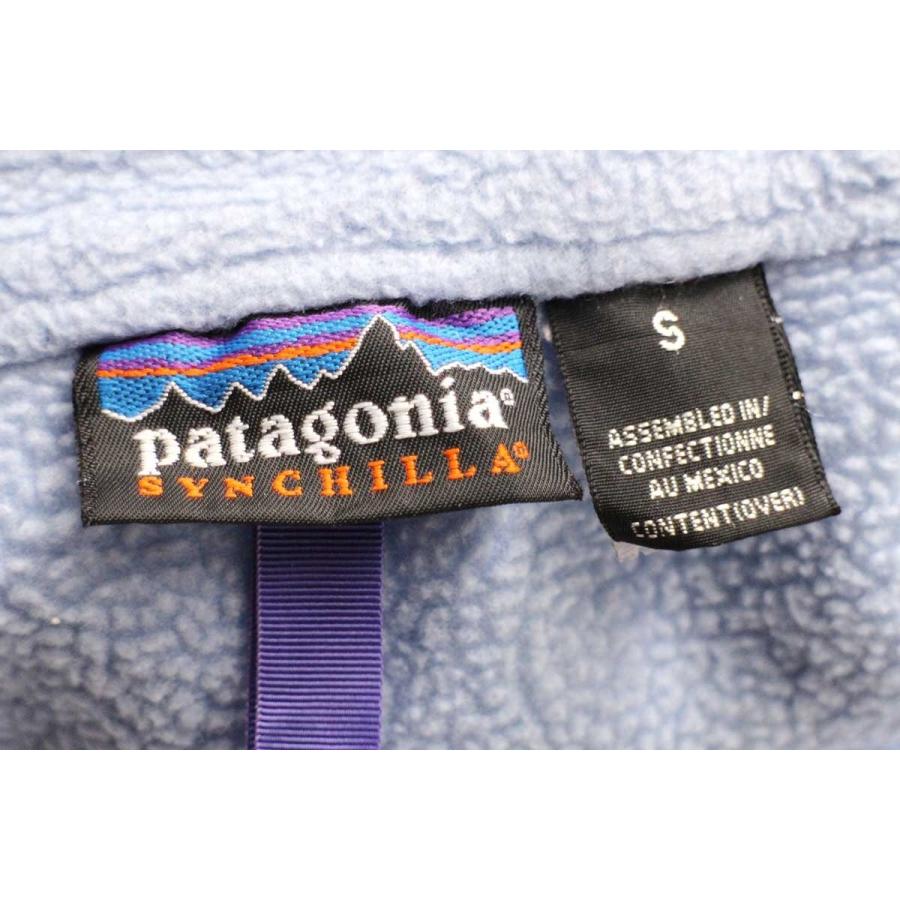 patagonia®
SYNCHILLA®
S
ASSEMBLED IN/
CONFECTIONNE
AU MEXICO
CONTENT(OVER)